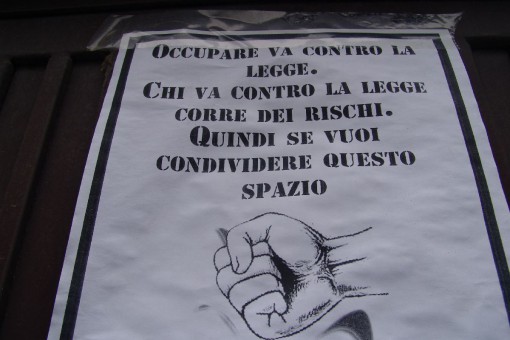 OCCUPARE VA CONTRO LA
LEGGE.
CHI VA CONTRO LA LEGGE
CORRE DEI RISCHI.
QUINDI SE VUOI
CONDIVIDERE QUESTO
SPAZIO